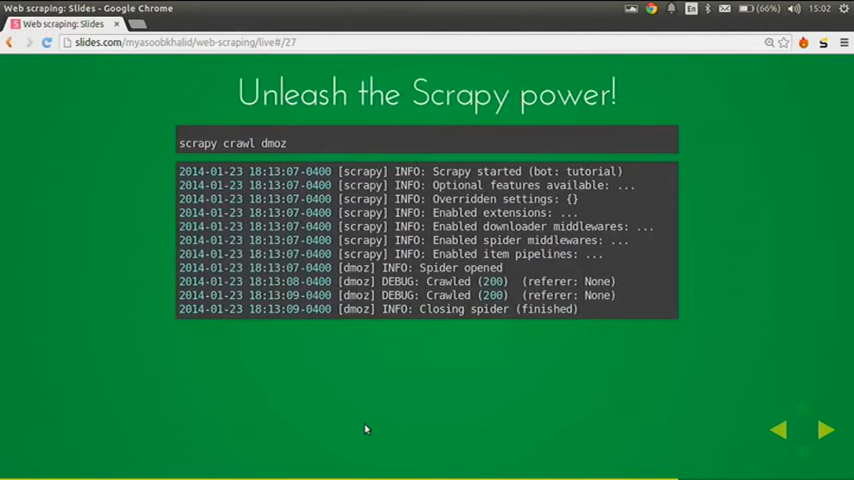 Web scraping: Slides - Google Chrome
En
(66%)
15:02
Web scraping: Slides
slides.com/myasoobkhalid/web-scraping/live#/27
Unleash the Scrapy power!
scrapy crawl dmoz
2014-01-23 18:13:07-0400 [scrapy] INFO: Scrapy started (bot: tutorial)
2014-01-23 18:13:07-0400 [scrapy] INFO: Optional features available: ...
2014-01-23 18:13:07-0400 [scrapy] INFO: Overridden settings: {}
2014-01-23 18:13:07-0400 [scrapy] INFO: Enabled extensions: ...
2014-01-23 18:13:07-0400 [scrapy] INFO: Enabled downloader middlewares: ...
2014-01-23 18:13:07-0400 [scrapy] INFO: Enabled spider middlewares: ...
2014-01-23 18:13:07-0400 [scrapy] INFO: Enabled item pipelines: ...
2014-01-23 18:13:07-0400 [dmoz] INFO: Spider opened
2014-01-23 18:13:08-0400 [dmoz] DEBUG: Crawled (200)  (referer: None)
2014-01-23 18:13:09-0400 [dmoz] DEBUG: Crawled (200)  (referer: None)
2014-01-23 18:13:09-0400 [dmoz] INFO: Closing spider (finished)